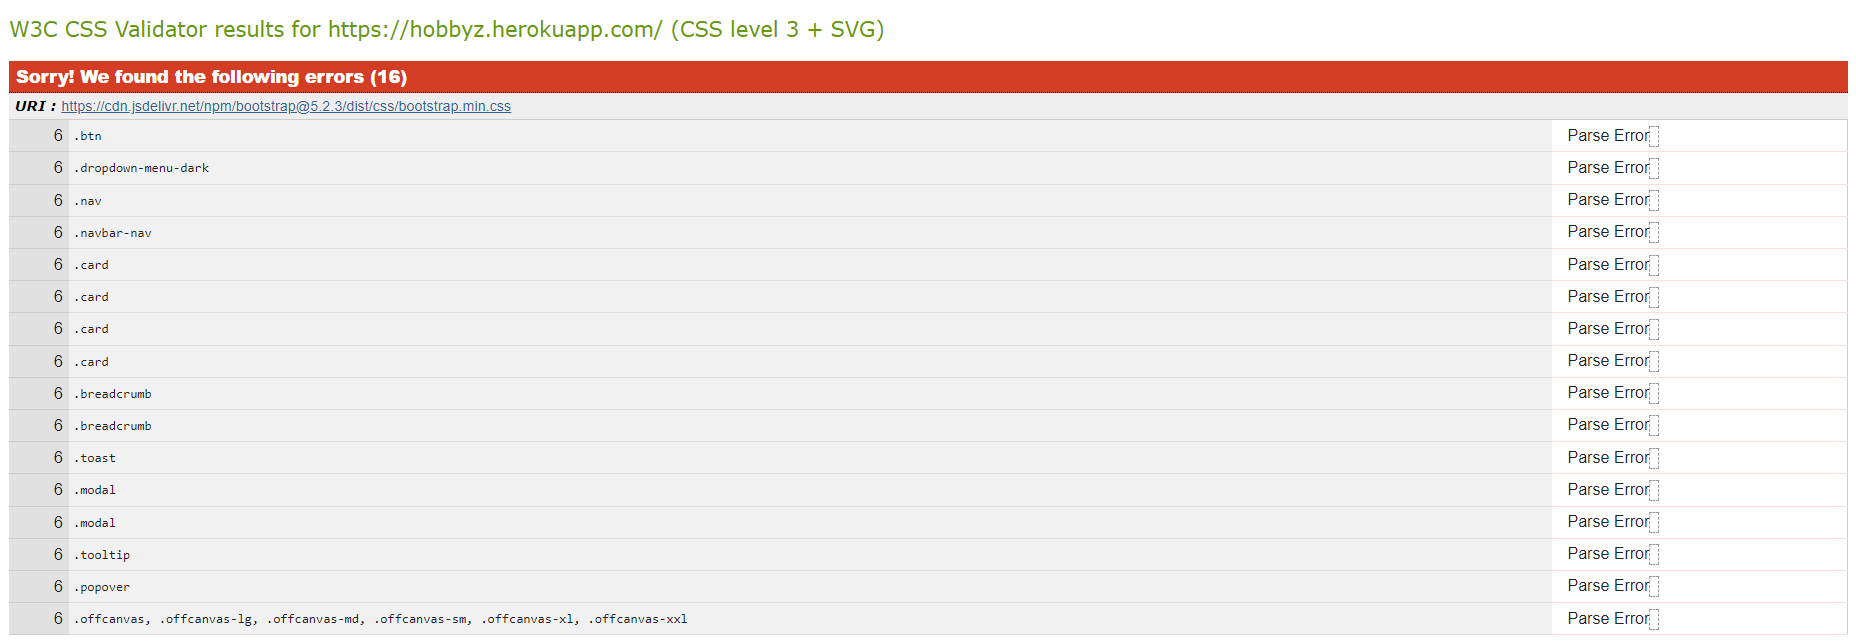 W3C CSS Validator results for https://hobbyz.herokuapp.com/ (CSS level 3 + SVG)
Sorry! We found the following errors (16)
URI : https://cdn.jsdelivr.net/npm/bootstrap@5.2.3/dist/css/bootstrap.min.css
6 .btn Parse Error
6 .dropdown-menu-dark Parse Error
6 .nav Parse Error
6 .navbar-nav Parse Error
6 .card Parse Error
6 .card Parse Error
6 .card Parse Error
6 .card Parse Error
6 .breadcrumb Parse Error
6 .breadcrumb Parse Error
6 .toast Parse Error
6 .modal Parse Error
6 .modal Parse Error
6 .tooltip Parse Error
6 .popover Parse Error
6 .offcanvas, .offcanvas-lg, .offcanvas-md, .offcanvas-sm, .offcanvas-xl, .offcanvas-xxl Parse Error